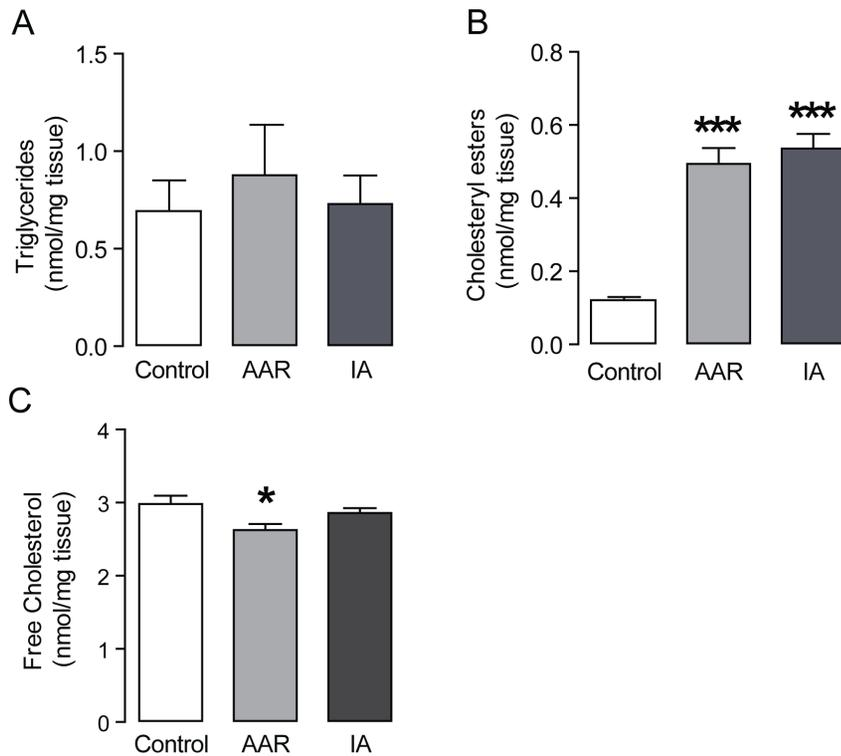 A
Triglycerides
(nmol/mg tissue)
1.5
1.0
0.5
0.0
Control AAR IA
B
Cholesteryl esters
(nmol/mg tissue)
0.8
0.6
0.4
0.2
0.0
***
***
Control AAR IA
C
Free Cholesterol
(nmol/mg tissue)
4
3
2
1
0
*
Control AAR IA